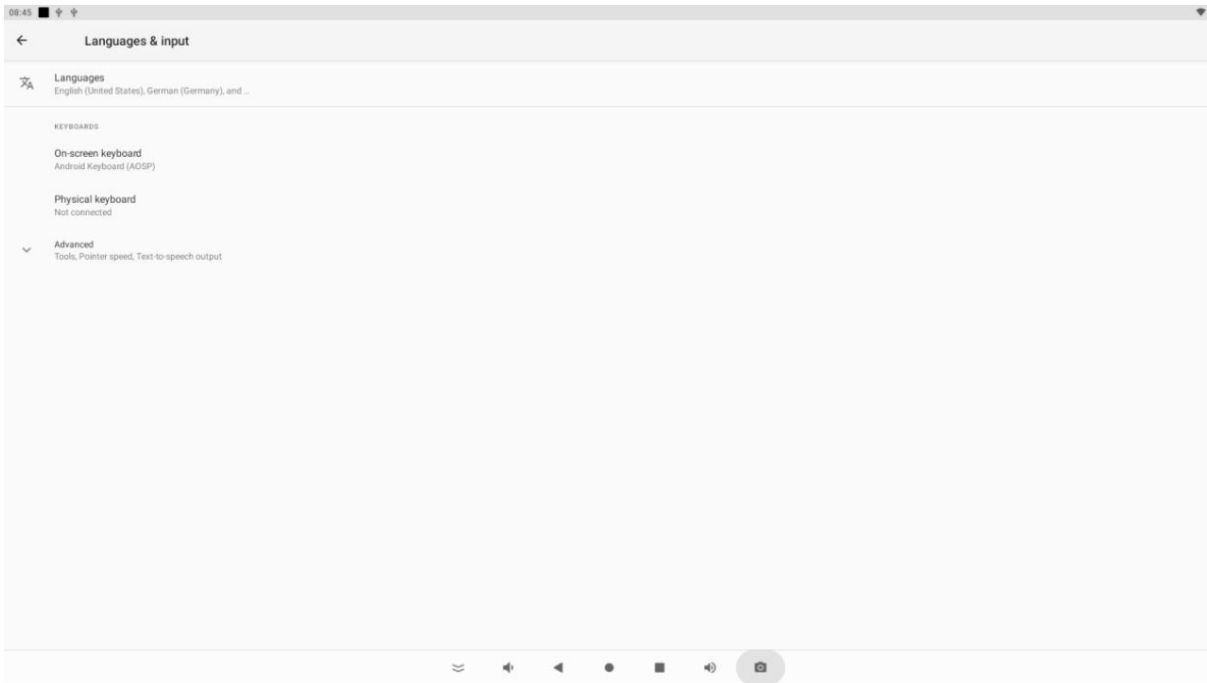 08:45
Languages & input
Languages
English (United States), German (Germany), and ...
KEYBOARDS
On-screen keyboard
Android Keyboard (AOSP)
Physical keyboard
Not connected
Advanced
Tools, Pointer speed, Text-to-speech output